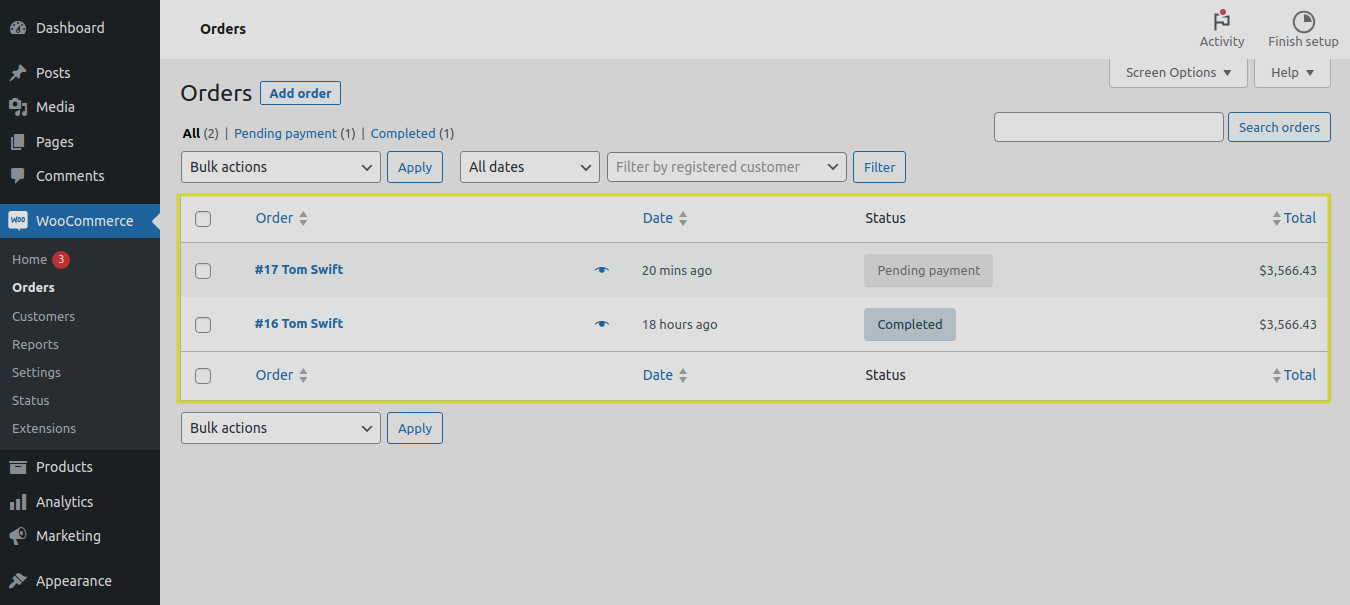 Dashboard
Posts
Media
Pages
Comments
WOO WooCommerce
Home 3
Orders
Customers
Reports
Settings
Status
Extensions
Products
Analytics
Marketing
Appearance
Orders
Activity
Finish setup
Screen Options
Help
Orders Add order
All (2) | Pending payment (1) | Completed (1)
Search orders
Bulk actions Apply All dates Filter by registered customer Filter
Order Date Status Total
#17 Tom Swift 20 mins ago Pending payment $3,566.43
#16 Tom Swift 18 hours ago Completed $3,566.43
Order Date Status Total
Bulk actions Apply